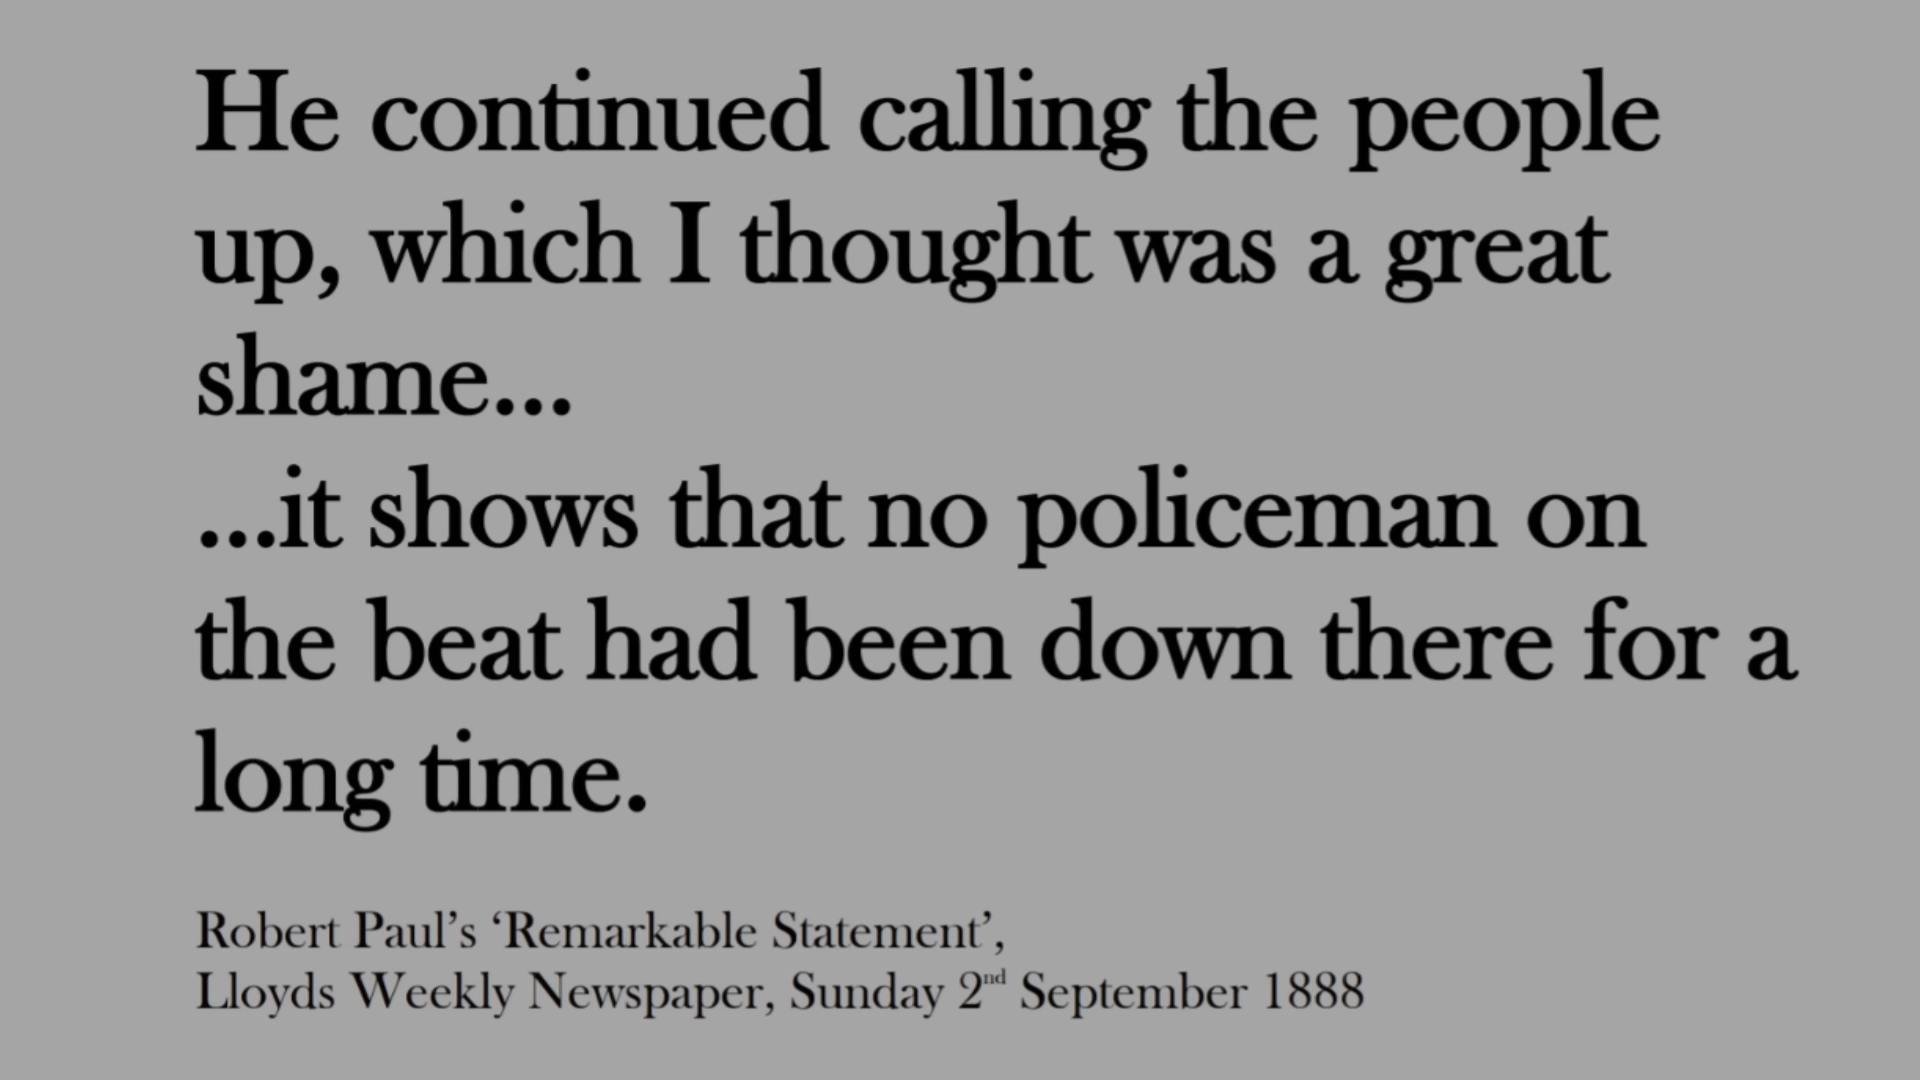 He continued calling the people
up, which I thought was a great
shame...
...it shows that no policeman on
the beat had been down there for a
long time.
Robert Paul’s ‘Remarkable Statement’,
Lloyds Weekly Newspaper, Sunday 2nd September 1888